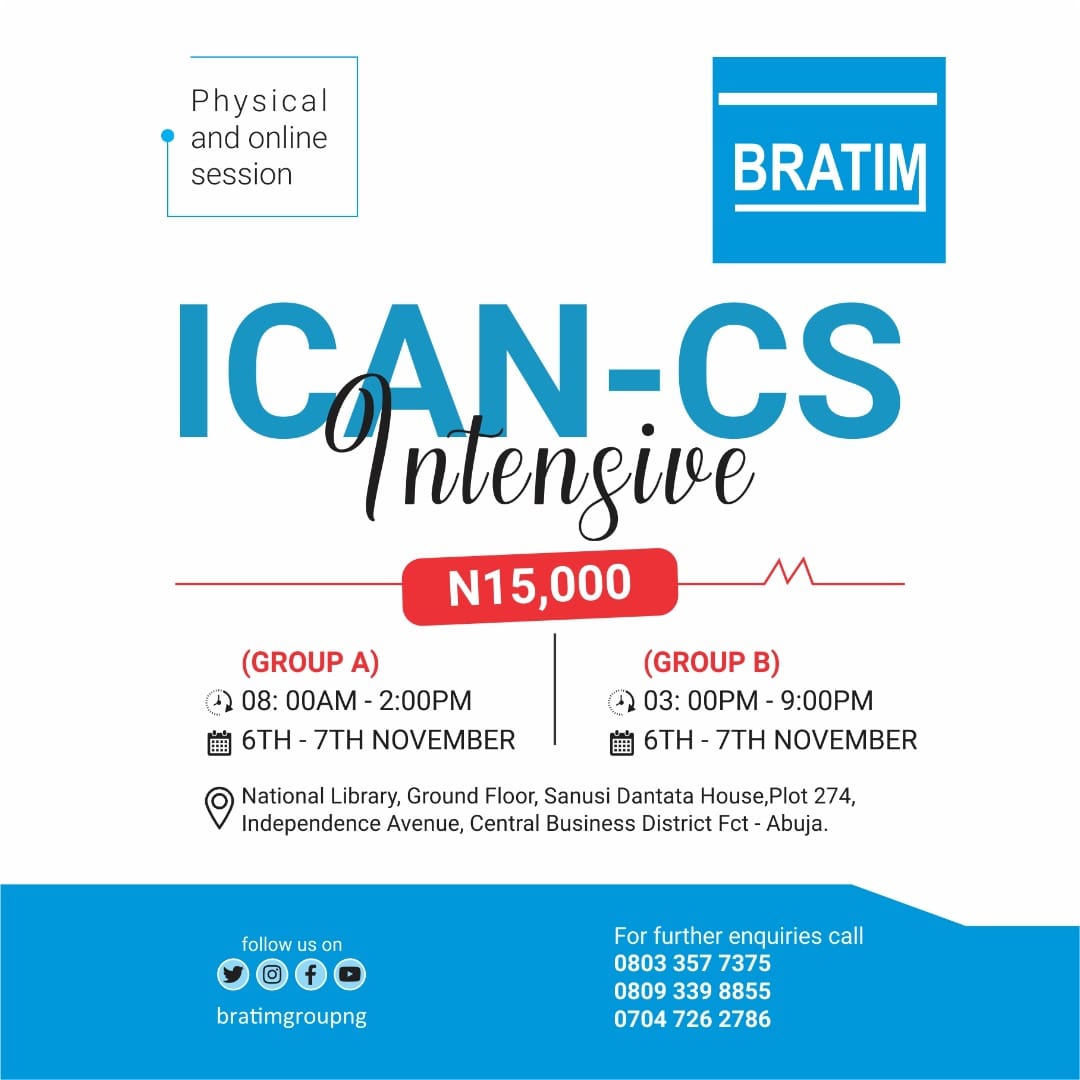 Physical
and online
session
BRATIM
ICAN-CS
Intensive
N15,000
(GROUP A)
08: 00AM - 2:00PM
6TH - 7TH NOVEMBER
(GROUP B)
03: 00PM - 9:00PM
6TH - 7TH NOVEMBER
National Library, Ground Floor, Sanusi Dantata House,Plot 274,
Independence Avenue, Central Business District Fct - Abuja.
follow us on
bratimgroupng
For further enquiries call
0803 357 7375
0809 339 8855
0704 726 2786